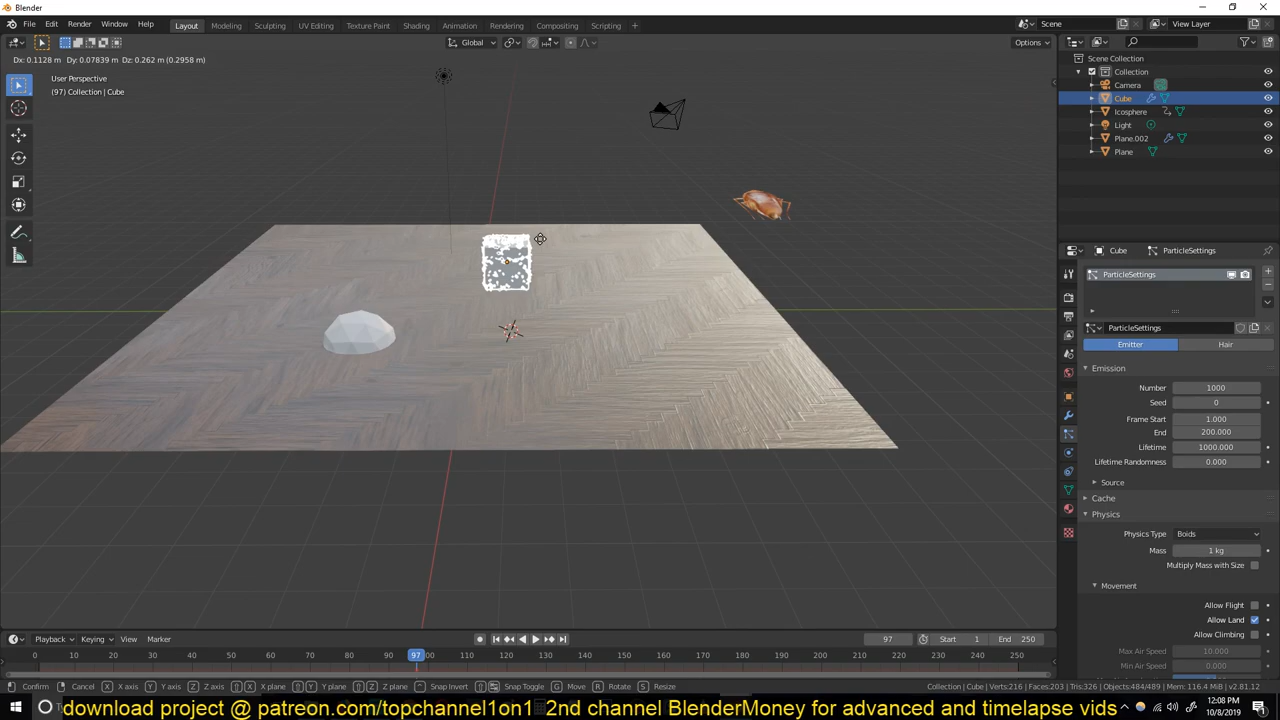 Blender
File Edit Render Window Help Layout Modeling Sculpting UV Editing Texture Paint Shading Animation Rendering Compositing Scripting + Scene View Layer
Global Options
Dx: 0.1128 m Dy: 0.07839 m Dz: 0.262 m (0.2958 m)
User Perspective
(97) Collection | Cube
Scene Collection
Collection
Camera
Cube
Icosphere
Light
Plane.002
Plane
Cube ParticleSettings
ParticleSettings
ParticleSettings
Emitter Hair
Emission
Number 1000
Seed 0
Frame Start 1.000
End 200.000
Lifetime 1000.000
Lifetime Randomness 0.000
Source
Cache
Physics
Physics Type Boids
Mass 1 kg
Multiply Mass with Size
Movement
Allow Flight
Allow Land
Allow Climbing
Max Air Speed 10.000
Min Air Speed 0.000
Playback Keying View Marker 97 Start 1 End 250
0 10 20 30 40 50 60 70 80 90 97 00 110 120 130 140 150 160 170 180 190 200 210 220 230 240 250
Confirm Cancel X X axis Y Y axis Z Z axis X X plane Y Y plane Z Z plane Snap Invert Snap Toggle G Move R Rotate S Resize Collection | Cube | Verts:216 | Faces:203 | Tris:326 | Objects:484/489 | Mem: 116.4 MiB | v2.81.12
download project @ patreon.com/topchannel1on1 2nd channel BlenderMoney for advanced and timelapse vids
12:08 PM
10/8/2019